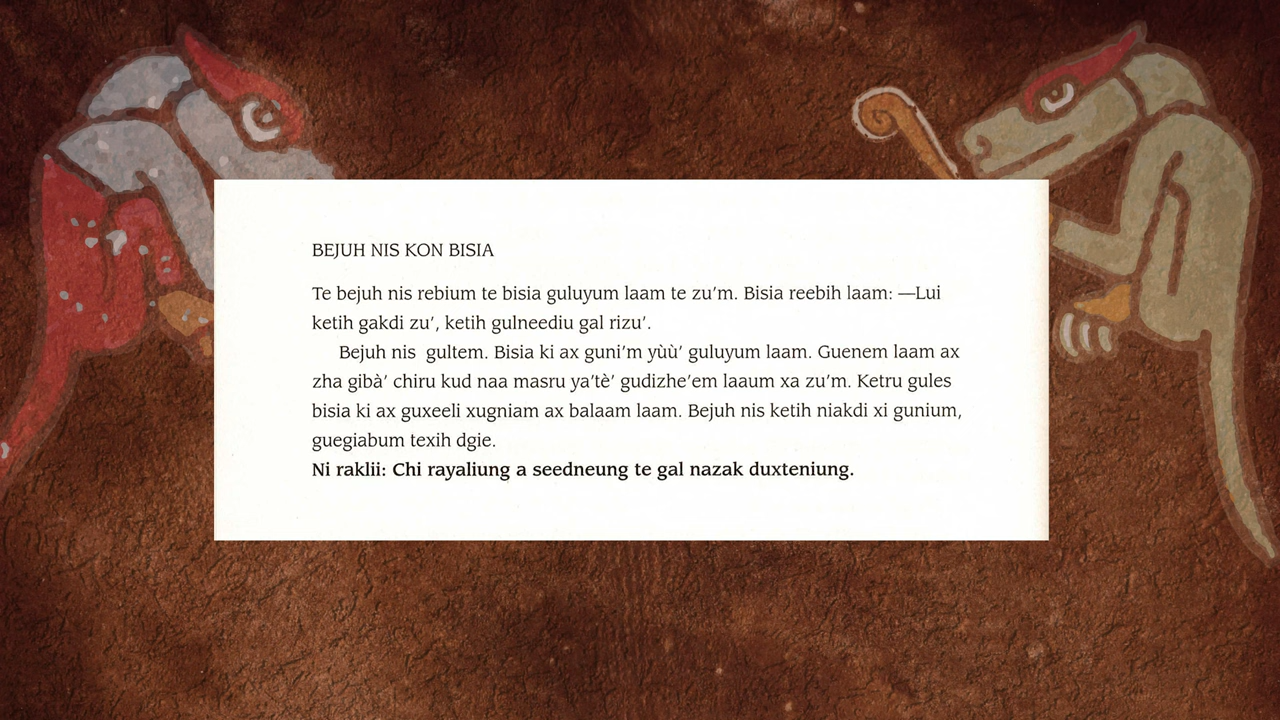 BEJUH NIS KON BISIA
Te bejuh nis rebium te bisia guluyum laam te zu’m. Bisia reebih laam: —Lui
ketih gakdi zu’, ketih gulneediu gal rizu’.
Bejuh nis gultem. Bisia ki ax guni’m yùù’ guluyum laam. Guenem laam ax
zha gibà’ chiru kud naa masru ya’tè’ gudizhe’em laaum xa zu’m. Ketru gules
bisia ki ax guxeeli xugniam ax balaam laam. Bejuh nis ketih niakdi xi gunium,
guegiabum texih dgie.
Ni raklii: Chi rayaliung a seedneung te gal nazak duxteniung.